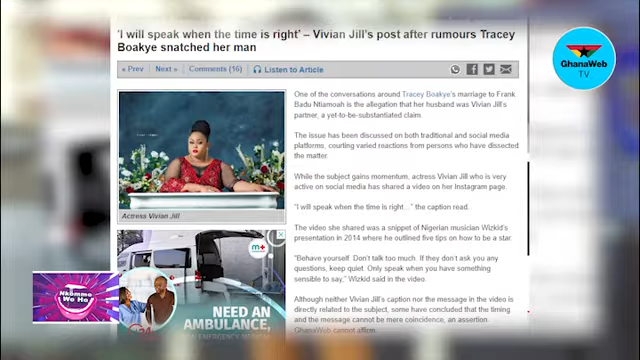 'I will speak when the time is right' – Vivian Jill's post after rumours Tracey
Boakye snatched her man
« Prev Next » Comments (16) Listen to Article
GhanaWeb
TV
One of the conversations around Tracey Boakye's marriage to Frank
Badu Ntiamoah is the allegation that her husband was Vivian Jill's
partner, a yet-to-be-substantiated claim.
The issue has been discussed on both traditional and social media
platforms, courting varied reactions from persons who have dissected
the matter.
While the subject gains momentum, actress Vivian Jill who is very
active on social media has shared a video on her Instagram page.
"I will speak when the time is right…" the caption read.
The video she shared was a snippet of Nigerian musician Wizkid's
presentation in 2014 where he outlined five tips on how to be a star.
"Behave yourself. Don't talk too much. If they don't ask you any
questions, keep quiet. Only speak when you have something
sensible to say," Wizkid said in the video.
Although neither Vivian Jill's caption nor the message in the video is
directly related to the subject, some have concluded that the timing
and the message cannot be mere coincidence, an assertion
GhanaWeb cannot affirm.
Actress Vivian Jill
m+
NEED AN
AMBULANCE,
Nkommo
Wo Ho
24